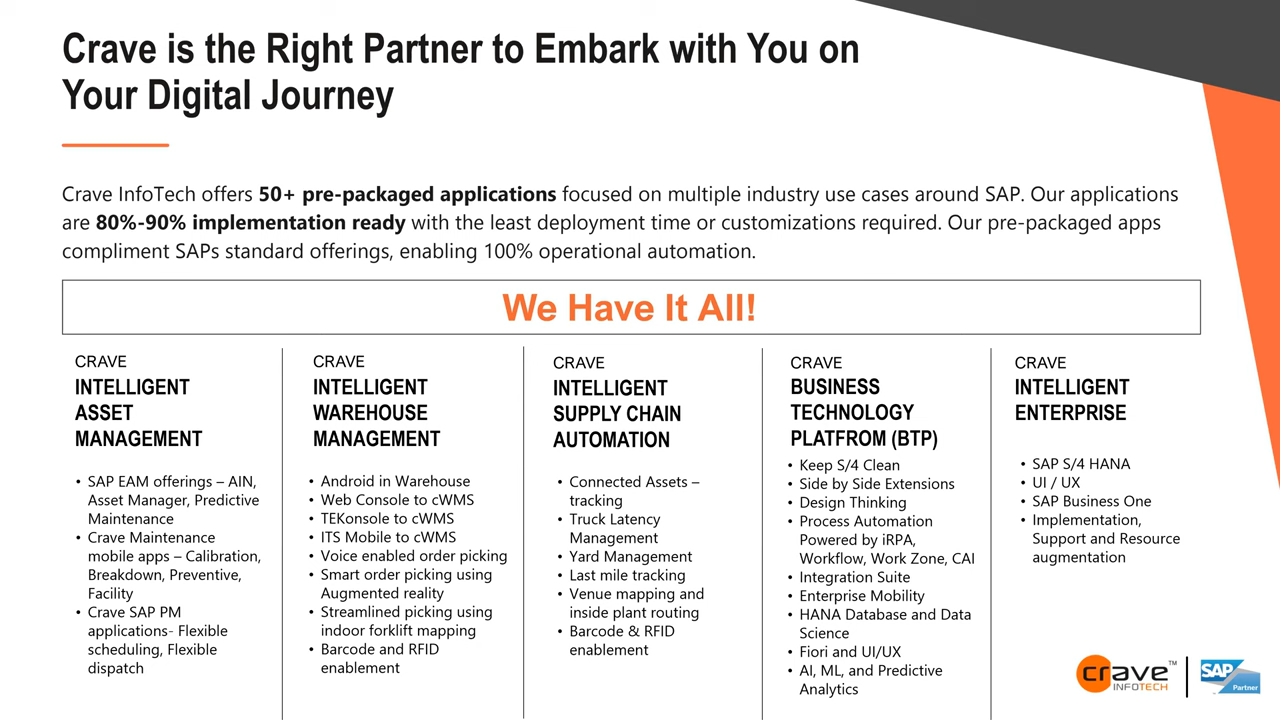 Crave is the Right Partner to Embark with You on
Your Digital Journey
Crave InfoTech offers 50+ pre-packaged applications focused on multiple industry use cases around SAP. Our applications
are 80%-90% implementation ready with the least deployment time or customizations required. Our pre-packaged apps
compliment SAPs standard offerings, enabling 100% operational automation.
We Have It All!
CRAVE
INTELLIGENT
ASSET
MANAGEMENT
• SAP EAM offerings – AIN,
Asset Manager, Predictive
Maintenance
• Crave Maintenance
mobile apps – Calibration,
Breakdown, Preventive,
Facility
• Crave SAP PM
applications- Flexible
scheduling, Flexible
dispatch
CRAVE
INTELLIGENT
WAREHOUSE
MANAGEMENT
• Android in Warehouse
• Web Console to cWMS
• TEKonsole to cWMS
• ITS Mobile to cWMS
• Voice enabled order picking
• Smart order picking using
Augmented reality
• Streamlined picking using
indoor forklift mapping
• Barcode and RFID
enablement
CRAVE
INTELLIGENT
SUPPLY CHAIN
AUTOMATION
• Connected Assets –
tracking
• Truck Latency
Management
• Yard Management
• Last mile tracking
• Venue mapping and
inside plant routing
• Barcode & RFID
enablement
CRAVE
BUSINESS
TECHNOLOGY
PLATFROM (BTP)
• Keep S/4 Clean
• Side by Side Extensions
• Design Thinking
• Process Automation
Powered by iRPA,
Workflow, Work Zone, CAI
• Integration Suite
• Enterprise Mobility
• HANA Database and Data
Science
• Fiori and UI/UX
• AI, ML, and Predictive
Analytics
CRAVE
INTELLIGENT
ENTERPRISE
• SAP S/4 HANA
• UI / UX
• SAP Business One
• Implementation,
Support and Resource
augmentation
crave™
INFOTECH
SAP
Partner